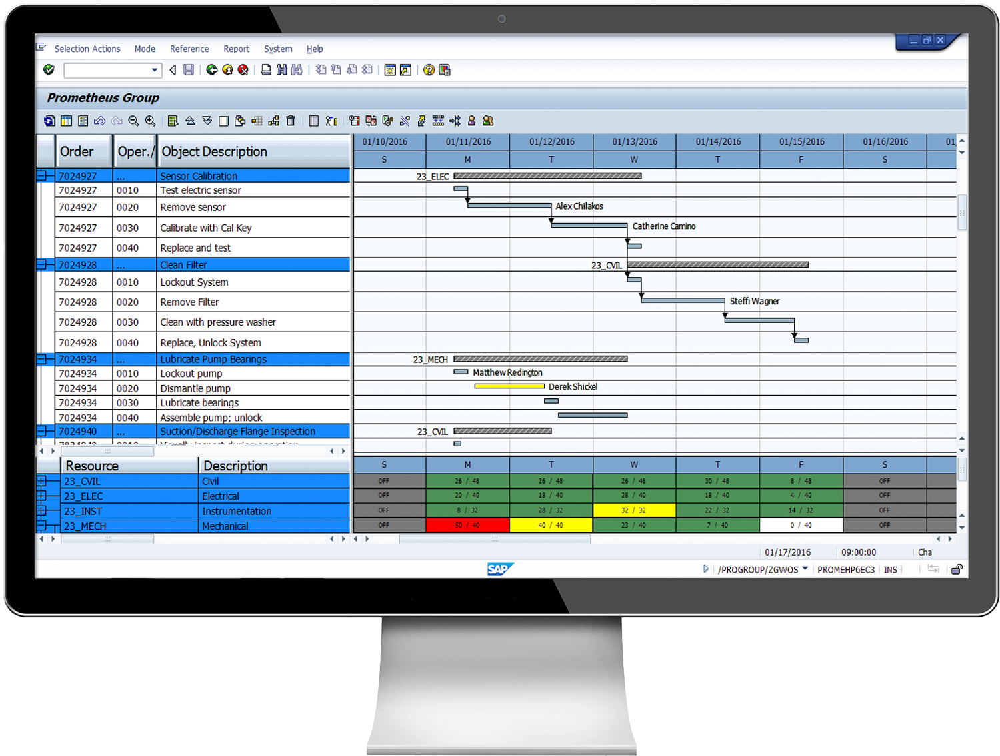 Selection Actions Mode Reference Report System Help
Prometheus Group
Order Oper./ Object Description 01/10/2016 01/11/2016 01/12/2016 01/13/2016 01/14/2016 01/15/2016 01/16/2016 01
S M T W T F S
7024927 ... Sensor Calibration 23_ELEC
7024927 0010 Test electric sensor
7024927 0020 Remove sensor Alex Chilakos
7024927 0030 Calibrate with Cal Key Catherine Camino
7024927 0040 Replace and test
7024928 ... Clean Filter 23_CVIL
7024928 0010 Lockout System
7024928 0020 Remove Filter Steffi Wagner
7024928 0030 Clean with pressure washer
7024928 0040 Replace, Unlock System
7024934 ... Lubricate Pump Bearings 23_MECH
7024934 0010 Lockout pump Matthew Redington
7024934 0020 Dismantle pump Derek Shickel
7024934 0030 Lubricate bearings
7024934 0040 Assemble pump; unlock
7024940 ... Suction/Discharge Flange Inspection 23_CVIL
7024940 0010 Visually inspect during operation
Resource Description S M T W T F S
23_CVIL Civil OFF 26 / 48 26 / 48 26 / 48 30 / 48 8 / 48 OFF
23_ELEC Electrical OFF 20 / 40 18 / 40 28 / 40 18 / 40 4 / 40 OFF
23_INST Instrumentation OFF 8 / 32 28 / 32 32 / 32 22 / 32 14 / 32 OFF
23_MECH Mechanical OFF 50 / 40 40 / 40 23 / 40 7 / 40 0 / 40 OFF
01/17/2016 09:00:00 Cha
SAP /PROGROUP/ZGWOS PROMEHP6EC3 INS